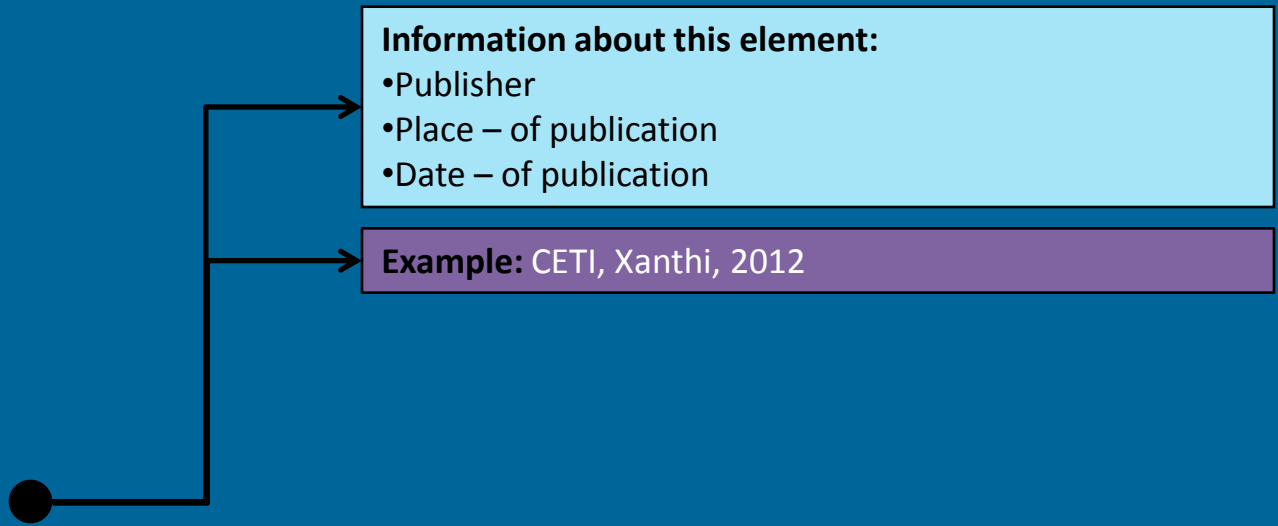 Information about this element:
•Publisher
•Place – of publication
•Date – of publication
Example: CETI, Xanthi, 2012